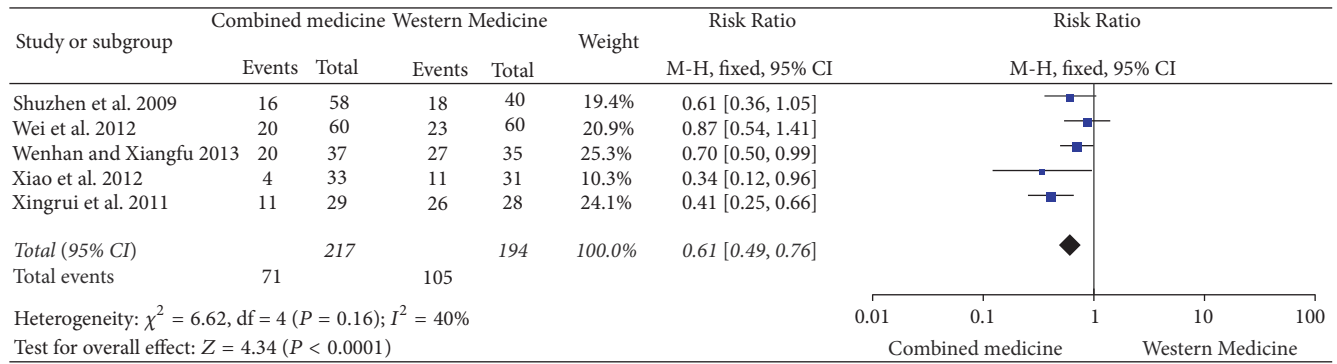 Combined medicine Western Medicine Risk Ratio Risk Ratio
Study or subgroup Weight
Events Total Events Total M-H, fixed, 95% CI M-H, fixed, 95% CI
Shuzhen et al. 2009 16 58 18 40 19.4% 0.61 [0.36, 1.05]
Wei et al. 2012 20 60 23 60 20.9% 0.87 [0.54, 1.41]
Wenhan and Xiangfu 2013 20 37 27 35 25.3% 0.70 [0.50, 0.99]
Xiao et al. 2012 4 33 11 31 10.3% 0.34 [0.12, 0.96]
Xingrui et al. 2011 11 29 26 28 24.1% 0.41 [0.25, 0.66]
Total (95% CI) 217 194 100.0% 0.61 [0.49, 0.76]
Total events 71 105
Heterogeneity: χ² = 6.62, df = 4 (P = 0.16); I² = 40%
0.01 0.1 1 10 100
Test for overall effect: Z = 4.34 (P < 0.0001)
Combined medicine Western Medicine